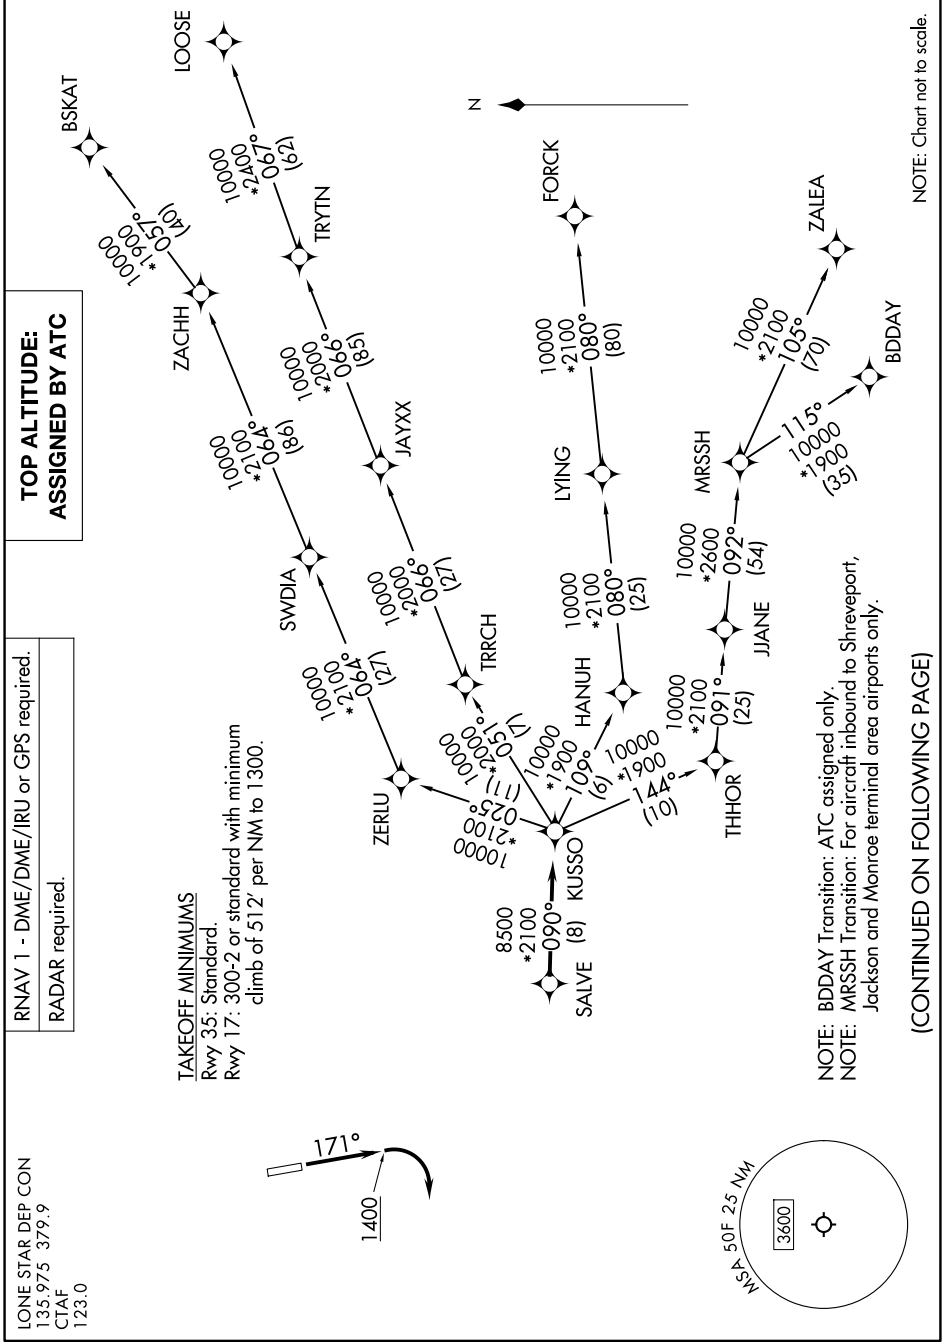 LONE STAR DEP CON
135.975 379.9
CTAF
123.0
RNAV 1 - DME/DME/IRU or GPS required.
RADAR required.
TOP ALTITUDE:
ASSIGNED BY ATC
TAKEOFF MINIMUMS
Rwy 35: Standard.
Rwy 17: 300-2 or standard with minimum
climb of 512' per NM to 1300.
171°
1400
BSKAT
10000
*1900
057°
(40)
ZACHH
10000
*2100
064°
(86)
SWDIA
10000
*2100
064°
(27)
ZERLU
10000
*2100
025°
(11)
LOOSE
10000
*2400
067°
(62)
TRYTN
10000
*2000
066°
(85)
JAYXX
10000
*2000
066°
(27)
TRRCH
10000
*2000
051°
(7)
N
FORCK
10000
*2100
080°
(80)
LYING
10000
*2100
080°
(25)
HANUH
10000
*1900
109°
(6)
SALVE
8500
*2100
090°
(8)
KUSSO
10000
*1900
144°
(10)
THHOR
10000
*2100
091°
(25)
JJANE
10000
*2600
092°
(54)
MRSSH
10000
*2100
105°
(70)
ZALEA
115°
10000
*1900
(35)
BDDAY
MSA 50F 25 NM
3600
NOTE: BDDAY Transition: ATC assigned only.
NOTE: MRSSH Transition: For aircraft inbound to Shreveport,
Jackson and Monroe terminal area airports only.
NOTE: Chart not to scale.
(CONTINUED ON FOLLOWING PAGE)